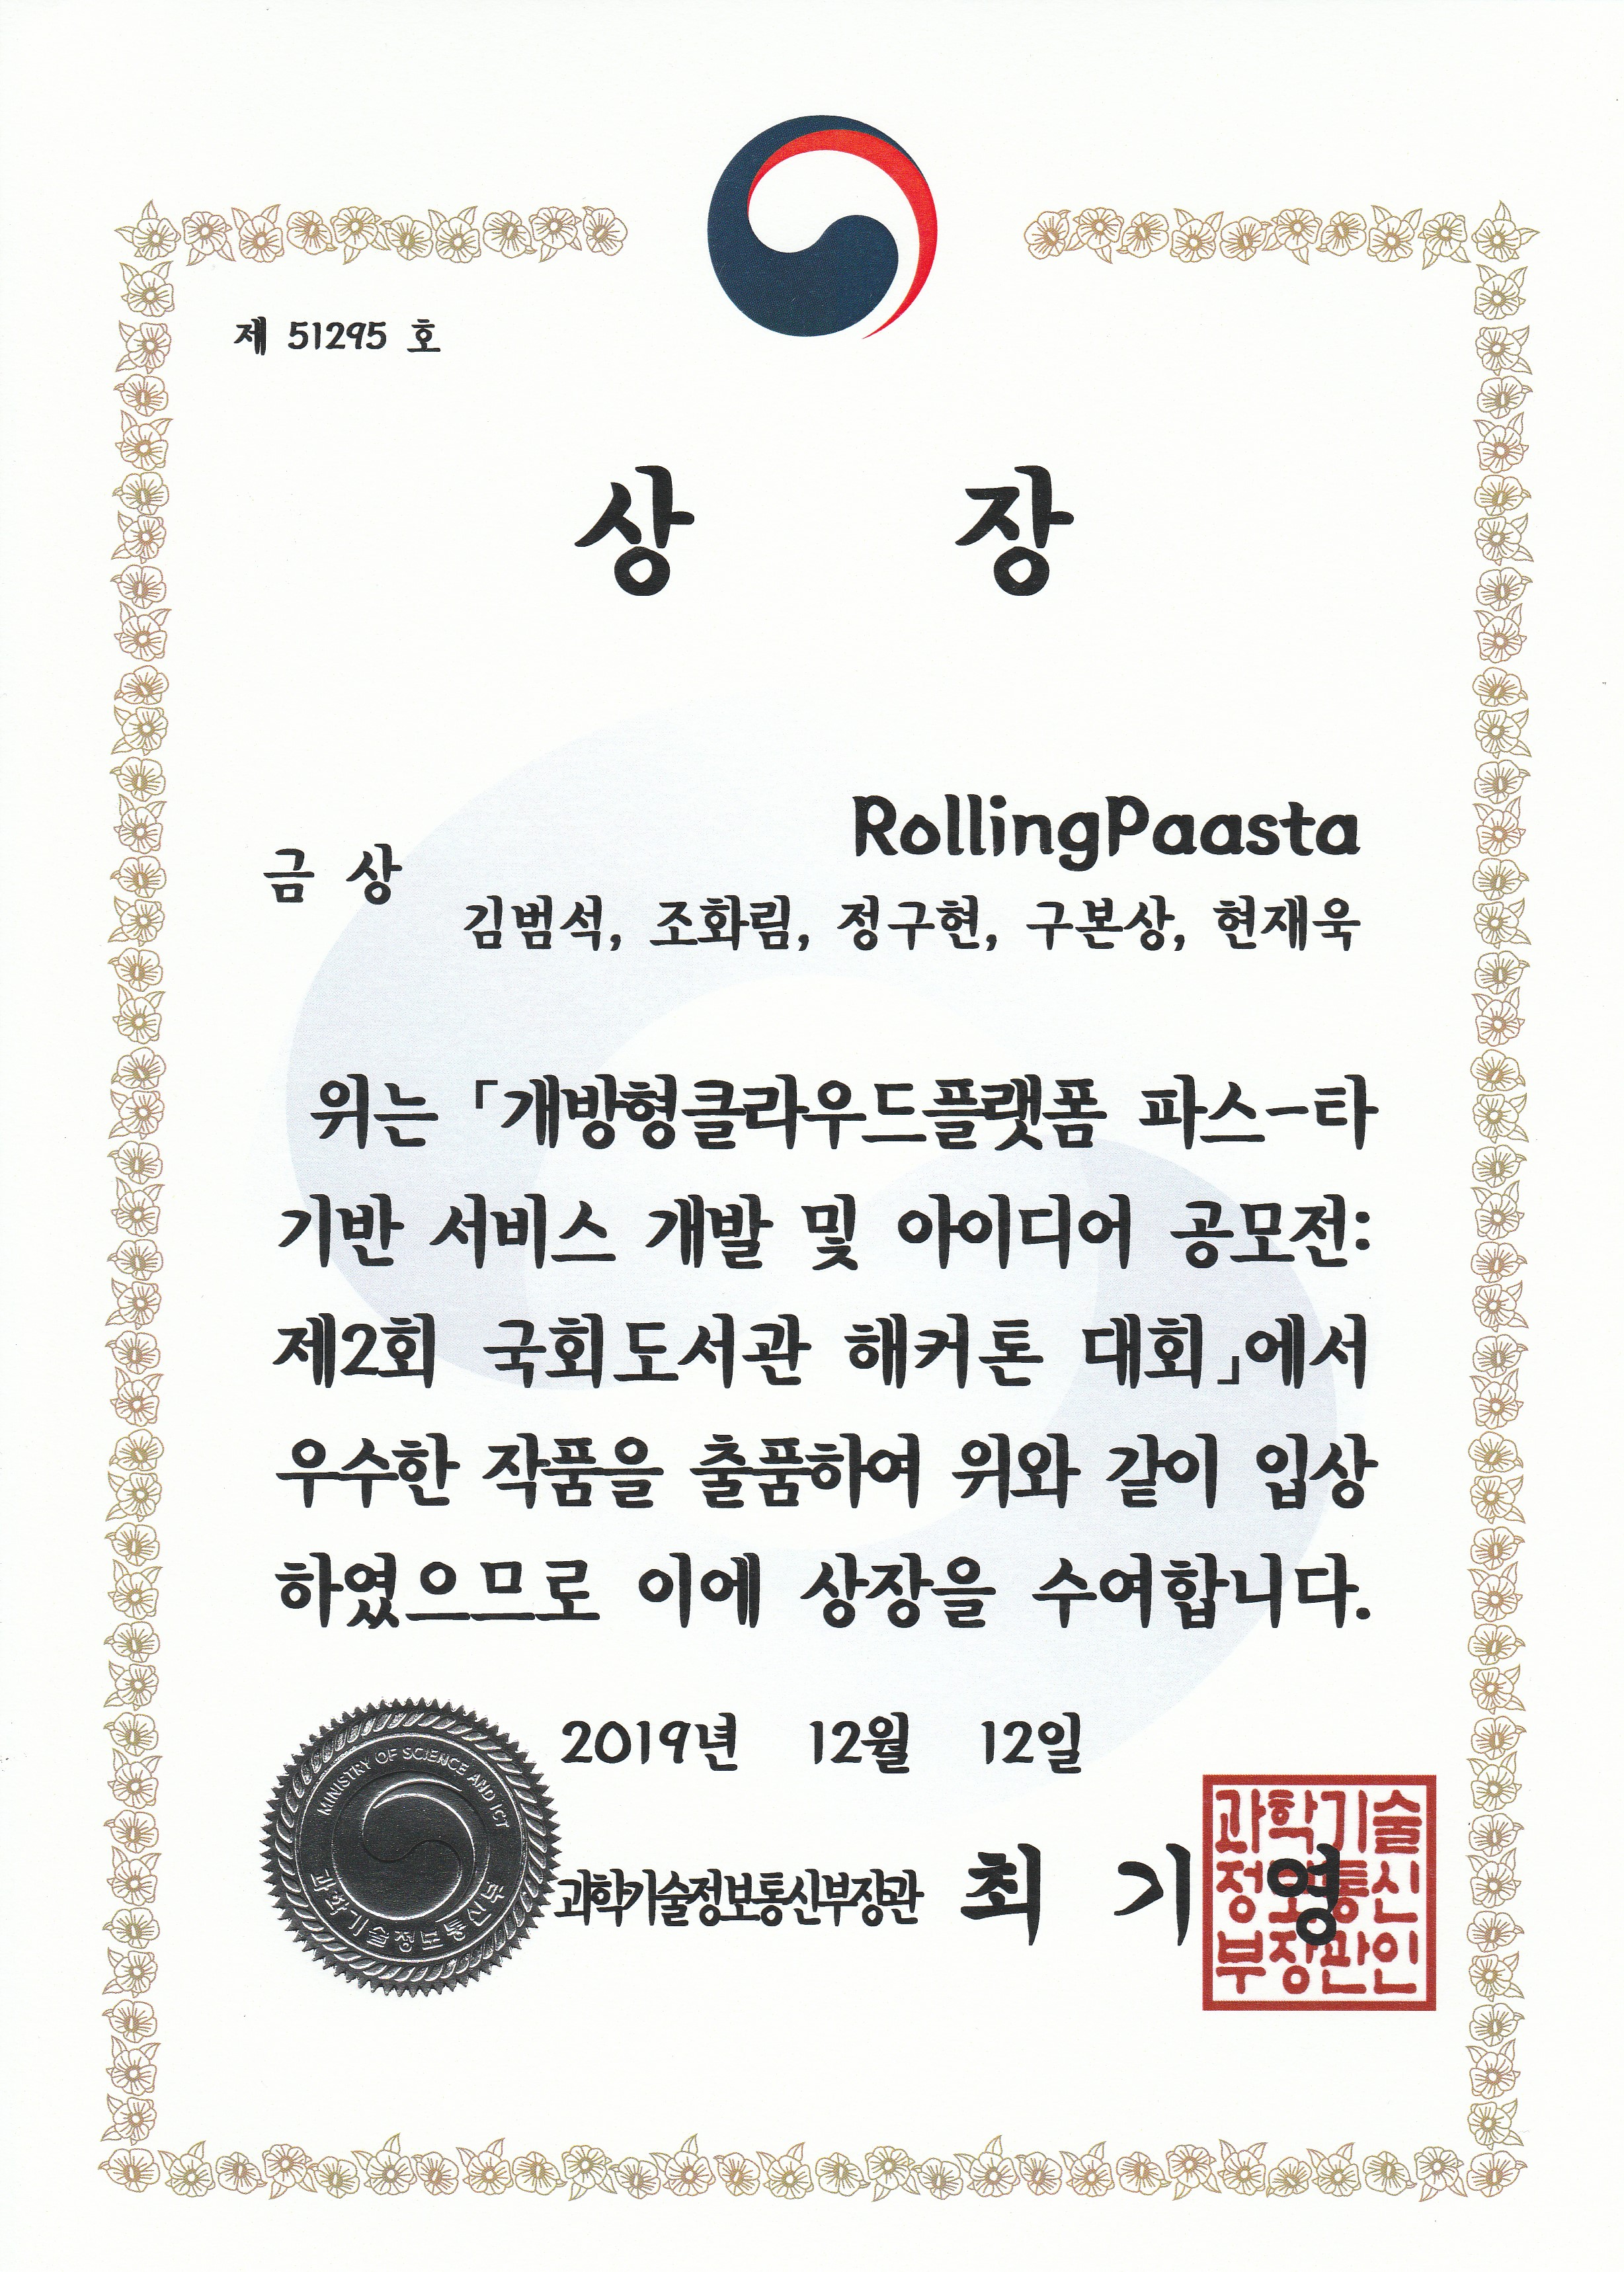 제 51295 호
상 장
RollingPaasta
금 상
김범석, 조화림, 정구현, 구본상, 현재욱
위는 「개방형클라우드플랫폼 파스-타
기반 서비스 개발 및 아이디어 공모전:
제2회 국회도서관 해커톤 대회」에서
우수한 작품을 출품하여 위와 같이 입상
하였으므로 이에 상장을 수여합니다.
2019년 12월 12일
MINISTRY OF SCIENCE AND ICT
과학기술정보통신부
과학기술정보통신부장관 최 기 영
과학기술
정보통신
부장관인